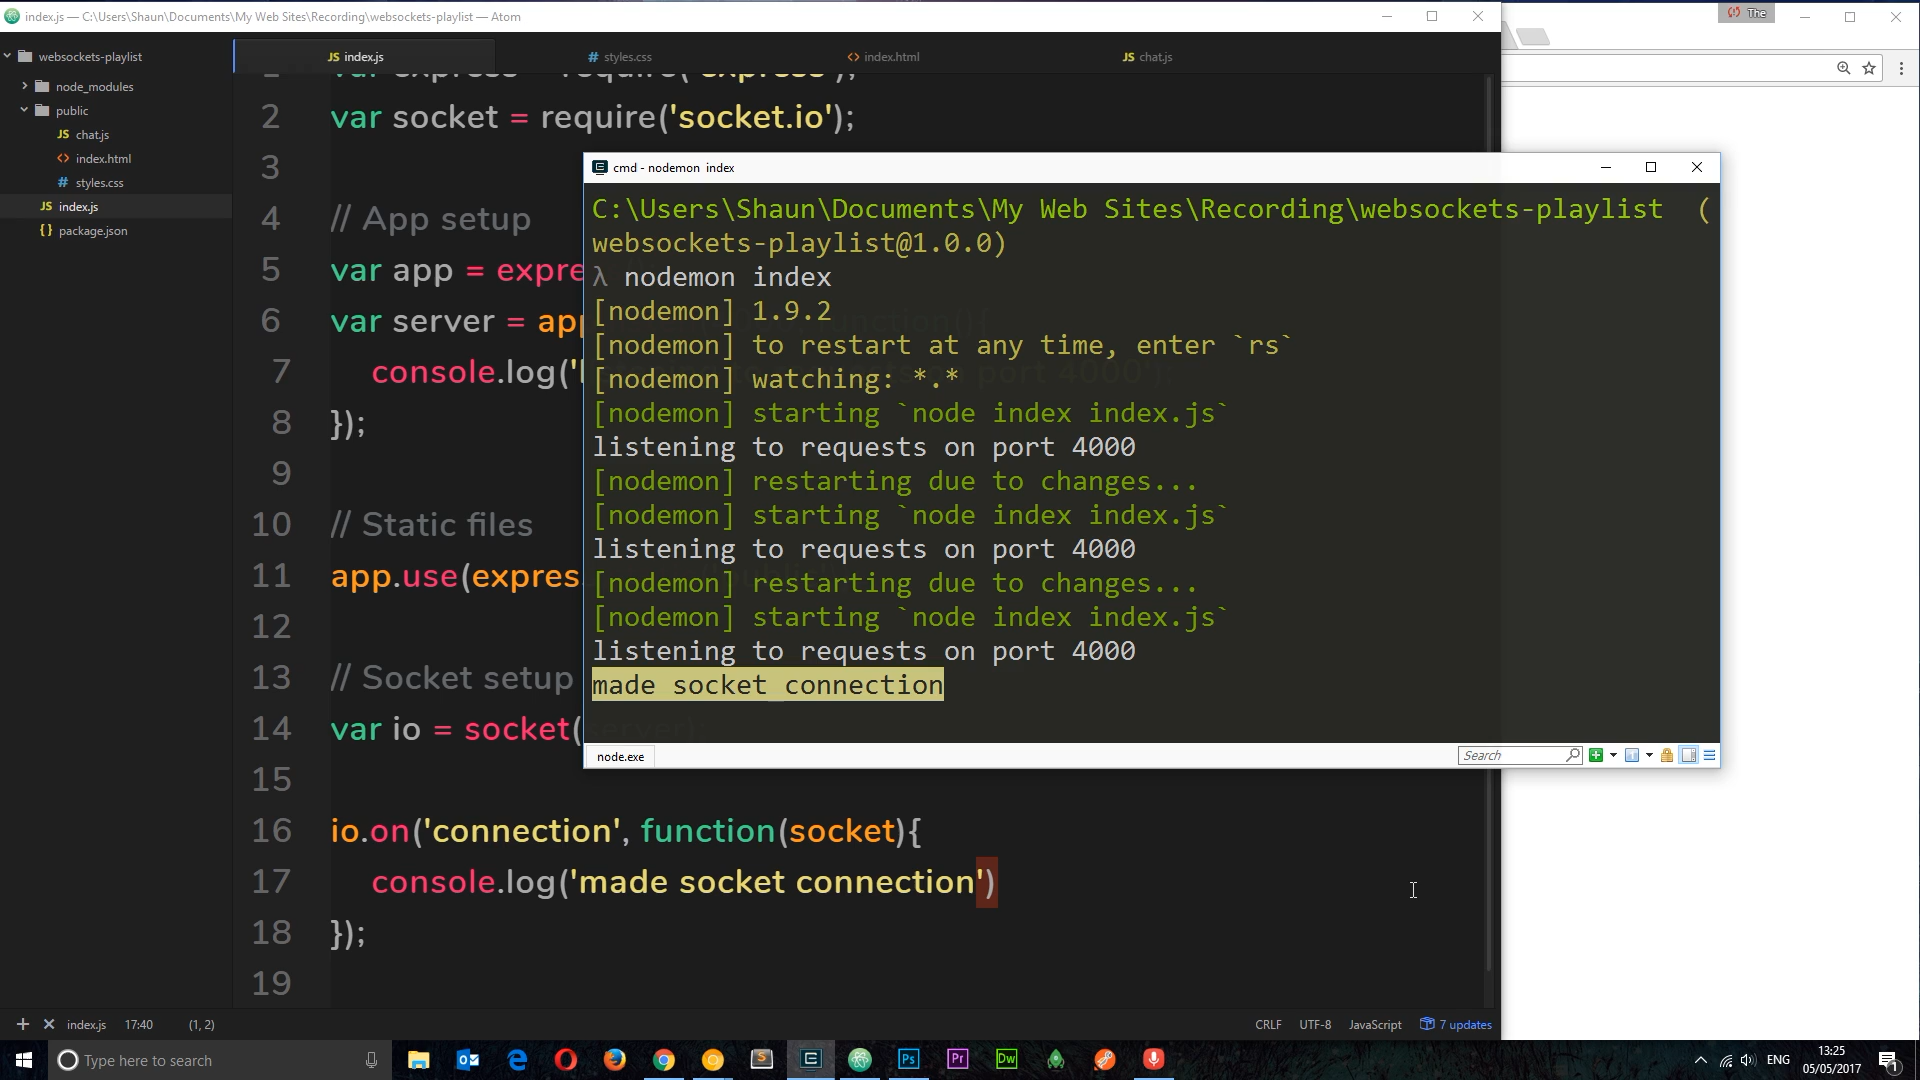 index.js — C:\Users\Shaun\Documents\My Web Sites\Recording\websockets-playlist — Atom
The
websockets-playlist
node_modules
public
chat.js
index.html
styles.css
index.js
package.json
index.js
styles.css
index.html
chat.js
2 var socket = require('socket.io');
3
4 // App setup
5 var app = expre
6 var server = app
7 console.log('l
8 });
9
10 // Static files
11 app.use(expres
12
13 // Socket setup
14 var io = socket(server);
15
16 io.on('connection', function(socket){
17 console.log('made socket connection')
18 });
19
cmd - nodemon index
C:\Users\Shaun\Documents\My Web Sites\Recording\websockets-playlist (
websockets-playlist@1.0.0)
λ nodemon index
[nodemon] 1.9.2
[nodemon] to restart at any time, enter `rs`
[nodemon] watching: *.*
[nodemon] starting `node index index.js`
listening to requests on port 4000
[nodemon] restarting due to changes...
[nodemon] starting `node index index.js`
listening to requests on port 4000
[nodemon] restarting due to changes...
[nodemon] starting `node index index.js`
listening to requests on port 4000
made socket connection
node.exe
Search
index.js 17:40 (1, 2)
CRLF UTF-8 JavaScript 7 updates
Type here to search
ENG
13:25
05/05/2017